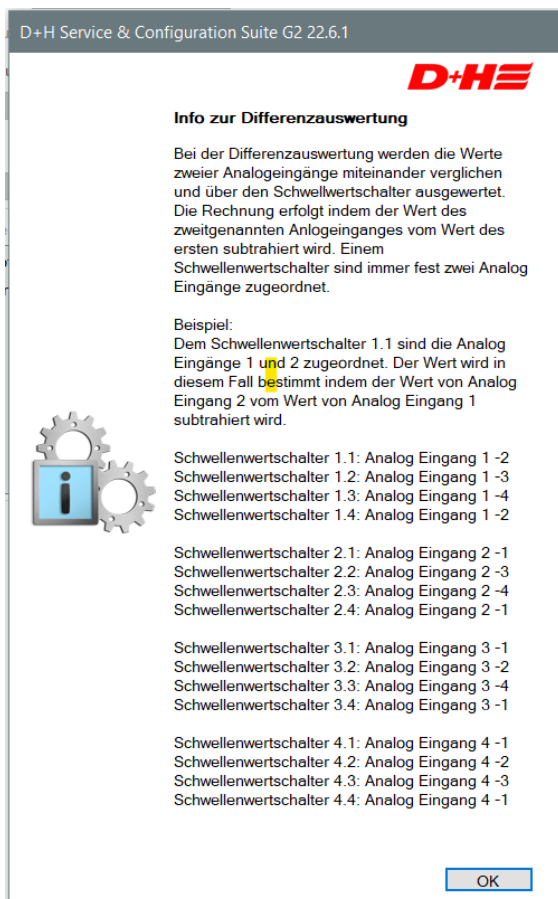 D+H Service & Configuration Suite G2 22.6.1
D+H
Info zur Differenzauswertung
Bei der Differenzauswertung werden die Werte
zweier Analogeingänge miteinander verglichen
und über den Schwellwertschalter ausgewertet.
Die Rechnung erfolgt indem der Wert des
zweitgenannten Anlogeinganges vom Wert des
ersten subtrahiert wird. Einem
Schwellenwertschalter sind immer fest zwei Analog
Eingänge zugeordnet.
Beispiel:
Dem Schwellenwertschalter 1.1 sind die Analog
Eingänge 1 und 2 zugeordnet. Der Wert wird in
diesem Fall bestimmt indem der Wert von Analog
Eingang 2 vom Wert von Analog Eingang 1
subtrahiert wird.
Schwellenwertschalter 1.1: Analog Eingang 1 -2
Schwellenwertschalter 1.2: Analog Eingang 1 -3
Schwellenwertschalter 1.3: Analog Eingang 1 -4
Schwellenwertschalter 1.4: Analog Eingang 1 -2
Schwellenwertschalter 2.1: Analog Eingang 2 -1
Schwellenwertschalter 2.2: Analog Eingang 2 -3
Schwellenwertschalter 2.3: Analog Eingang 2 -4
Schwellenwertschalter 2.4: Analog Eingang 2 -1
Schwellenwertschalter 3.1: Analog Eingang 3 -1
Schwellenwertschalter 3.2: Analog Eingang 3 -2
Schwellenwertschalter 3.3: Analog Eingang 3 -4
Schwellenwertschalter 3.4: Analog Eingang 3 -1
Schwellenwertschalter 4.1: Analog Eingang 4 -1
Schwellenwertschalter 4.2: Analog Eingang 4 -2
Schwellenwertschalter 4.3: Analog Eingang 4 -3
Schwellenwertschalter 4.4: Analog Eingang 4 -1
OK